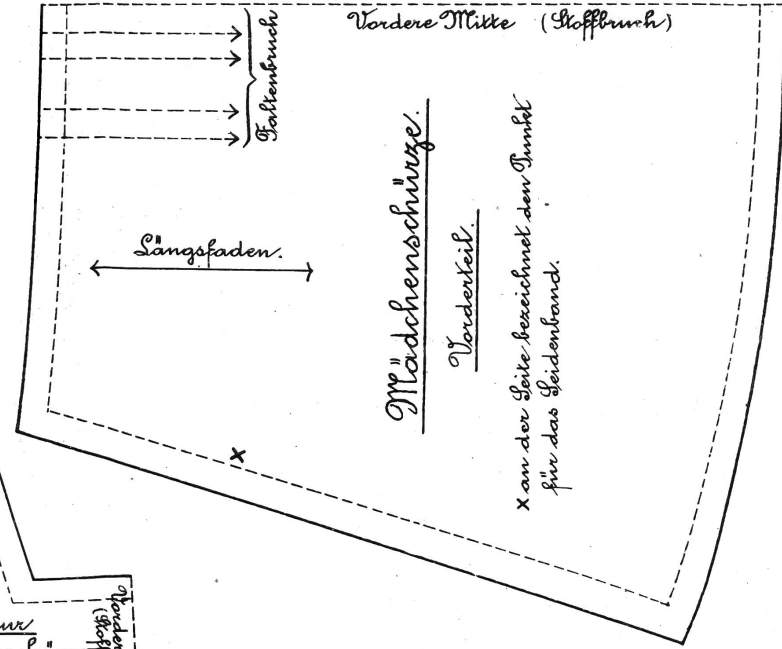 Vordere Mitte (Stoffbruch)
Faltenbruch
Längsfaden.
Mädchenschürze.
Vorderteil.
x an der Seite bezeichnet den Punkt
für das Seidenband.
x